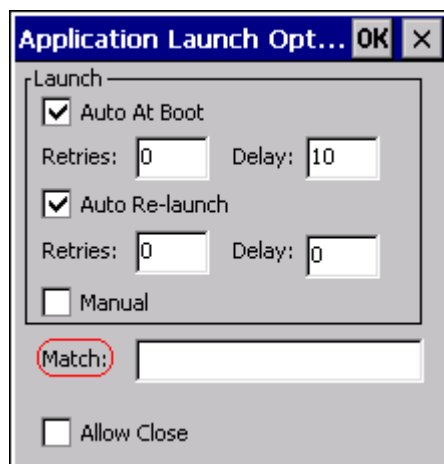 Application Launch Opt... OK ×
Launch
Auto At Boot
Retries: 0 Delay: 10
Auto Re-launch
Retries: 0 Delay: 0
Manual
Match:
Allow Close